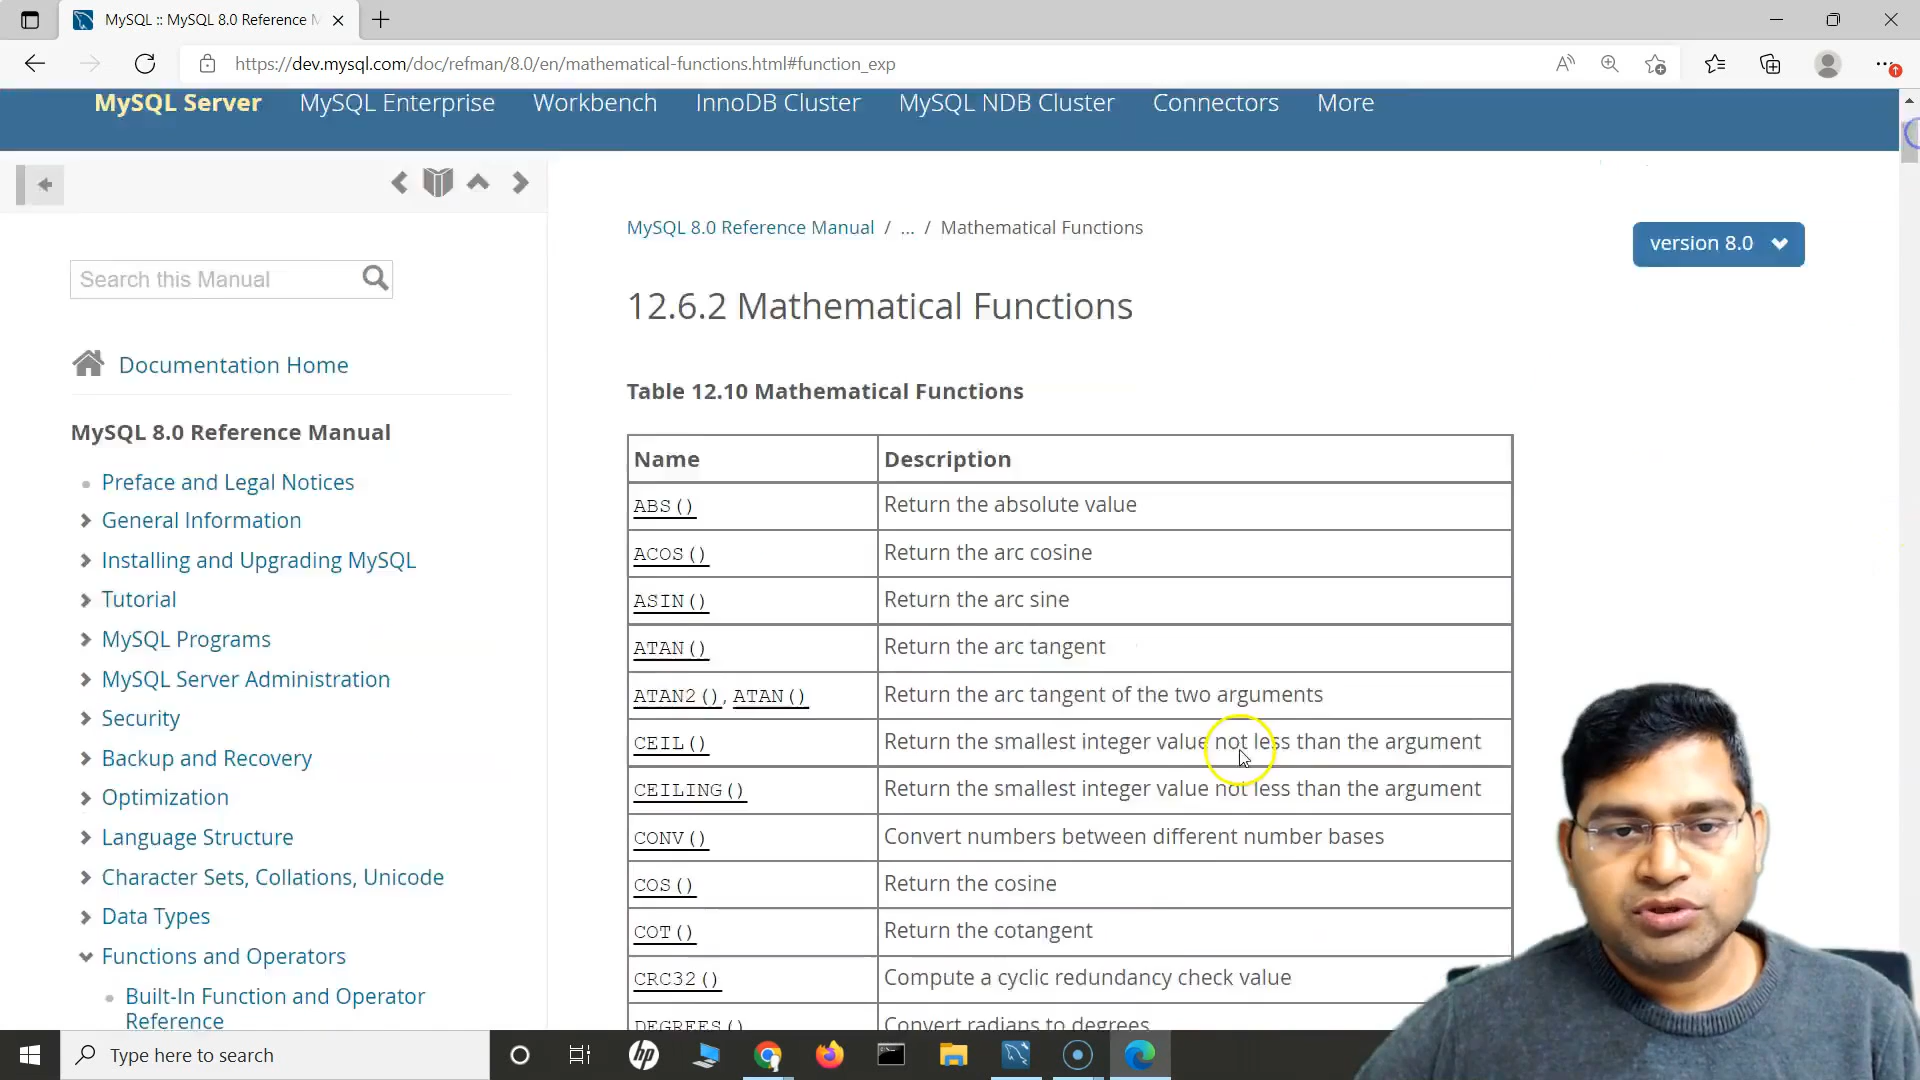 MySQL :: MySQL 8.0 Reference M
https://dev.mysql.com/doc/refman/8.0/en/mathematical-functions.html#function_exp
MySQL Server MySQL Enterprise Workbench InnoDB Cluster MySQL NDB Cluster Connectors More
Search this Manual
Documentation Home
MySQL 8.0 Reference Manual
Preface and Legal Notices
General Information
Installing and Upgrading MySQL
Tutorial
MySQL Programs
MySQL Server Administration
Security
Backup and Recovery
Optimization
Language Structure
Character Sets, Collations, Unicode
Data Types
Functions and Operators
Built-In Function and Operator
Reference
MySQL 8.0 Reference Manual / ... / Mathematical Functions
version 8.0
12.6.2 Mathematical Functions
Table 12.10 Mathematical Functions
Name Description
ABS() Return the absolute value
ACOS() Return the arc cosine
ASIN() Return the arc sine
ATAN() Return the arc tangent
ATAN2(), ATAN() Return the arc tangent of the two arguments
CEIL() Return the smallest integer value not less than the argument
CEILING() Return the smallest integer value not less than the argument
CONV() Convert numbers between different number bases
COS() Return the cosine
COT() Return the cotangent
CRC32() Compute a cyclic redundancy check value
DEGREES() Convert radians to degrees
Type here to search
hp